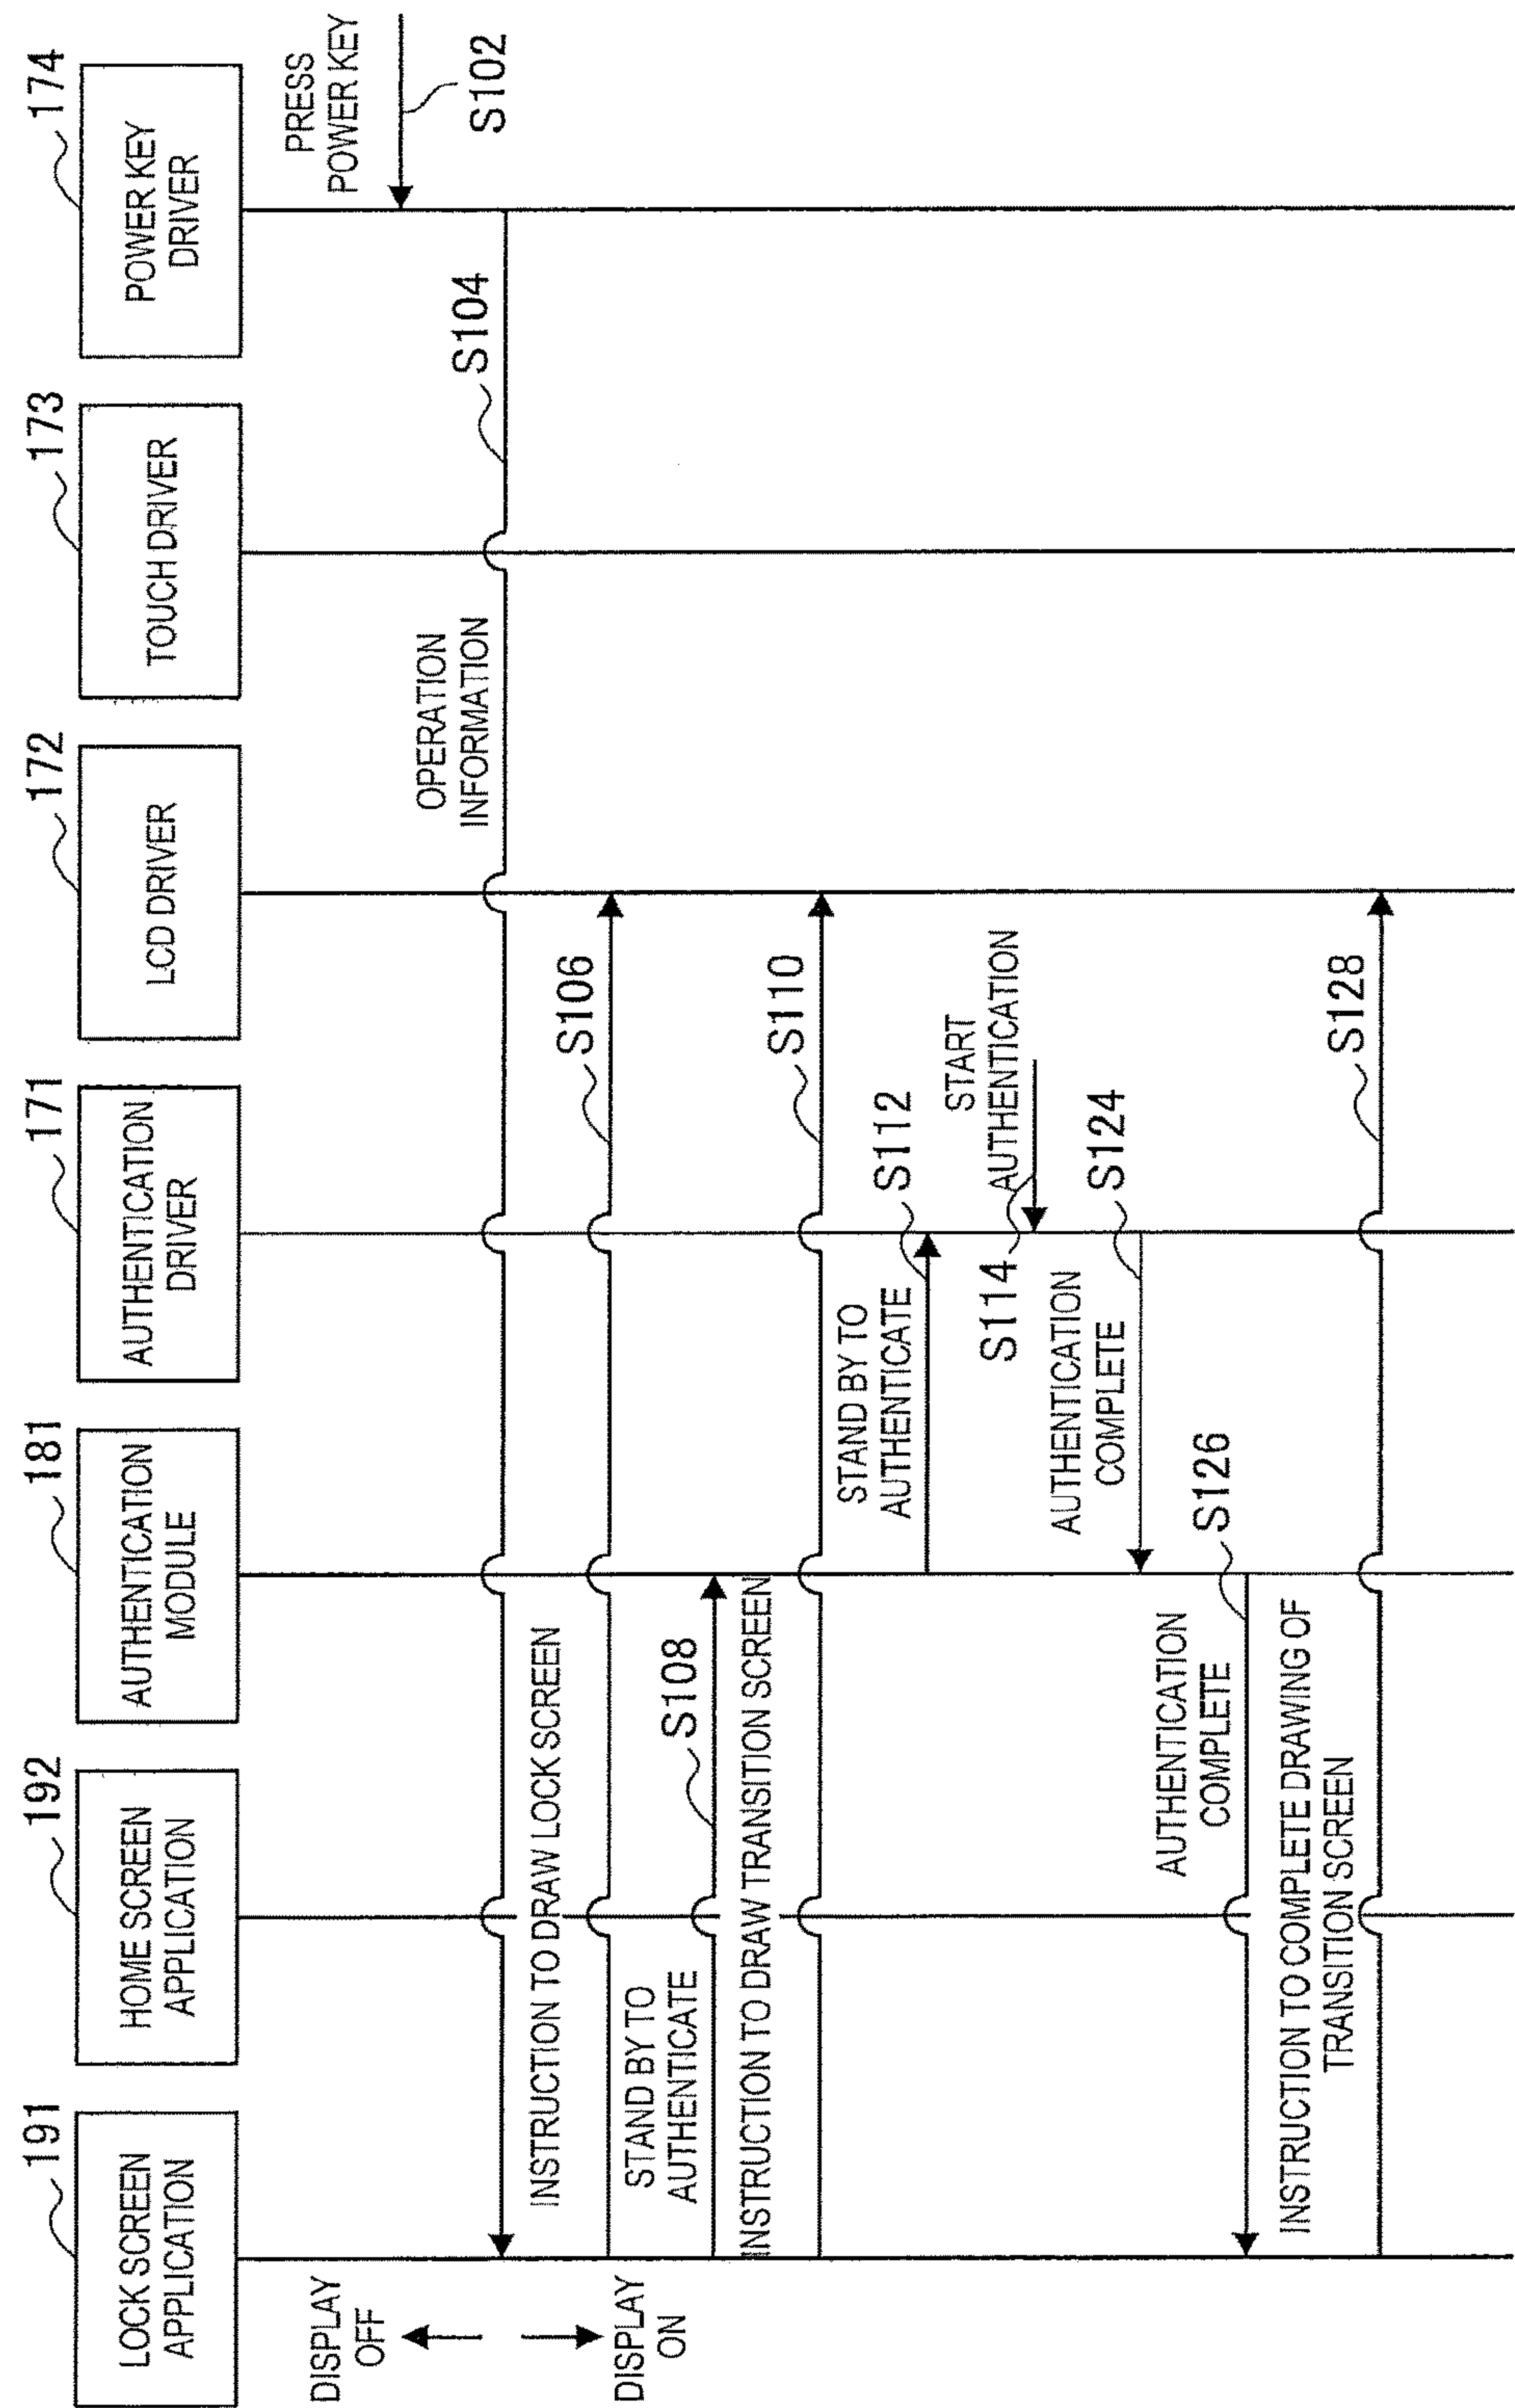 191
LOCK SCREEN
APPLICATION
192
HOME SCREEN
APPLICATION
181
AUTHENTICATION
MODULE
171
AUTHENTICATION
DRIVER
172
LCD DRIVER
173
TOUCH DRIVER
174
POWER KEY
DRIVER
DISPLAY
OFF
DISPLAY
ON
PRESS
POWER KEY
S102
OPERATION
INFORMATION
S104
INSTRUCTION TO DRAW LOCK SCREEN
S106
STAND BY TO
AUTHENTICATE
S108
INSTRUCTION TO DRAW TRANSITION SCREEN
S110
STAND BY TO
AUTHENTICATE
S112
START
AUTHENTICATION
S114
AUTHENTICATION
COMPLETE
S124
AUTHENTICATION
COMPLETE
S126
INSTRUCTION TO COMPLETE DRAWING OF
TRANSITION SCREEN
S128